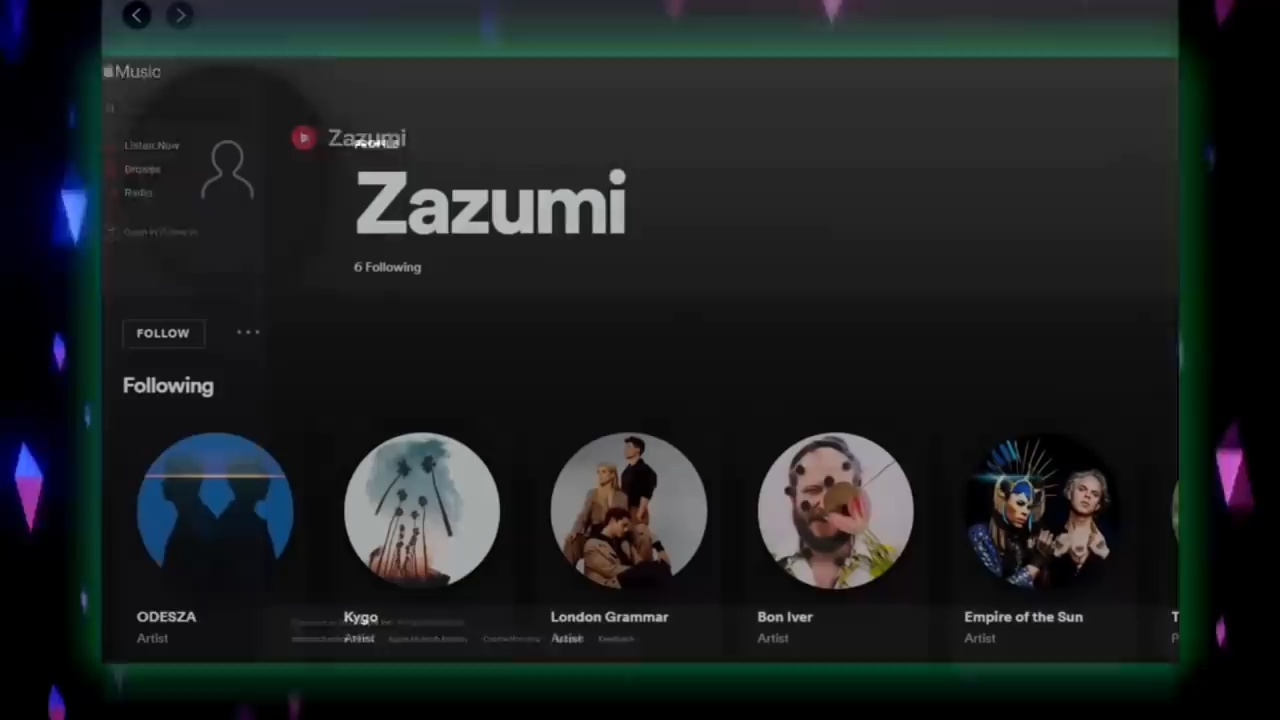 Music
Listen Now
Browse
Radio
Zazumi
Zazumi
6 Following
FOLLOW
Following
ODESZA
Artist
Kygo
Artist
London Grammar
Artist
Bon Iver
Artist
Empire of the Sun
Artist